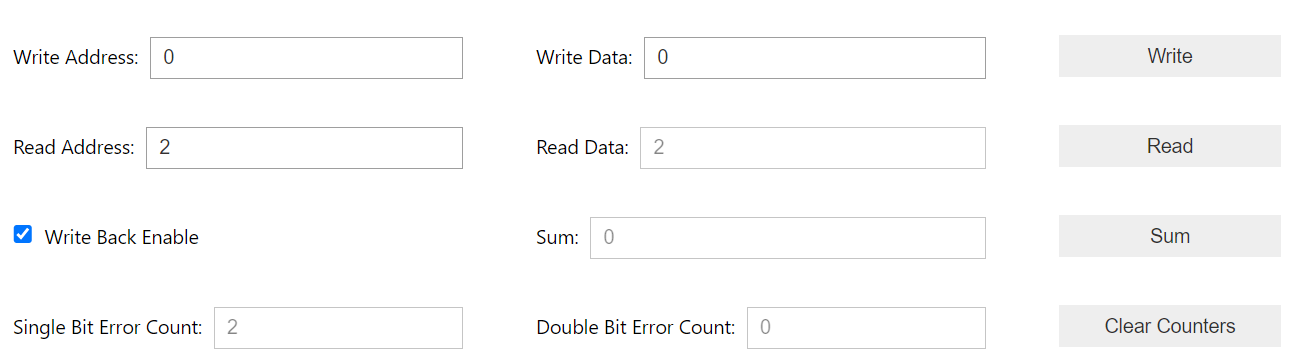 Write Address: 0 Write Data: 0 Write
Read Address: 2 Read Data: 2 Read
Write Back Enable Sum: 0 Sum
Single Bit Error Count: 2 Double Bit Error Count: 0 Clear Counters